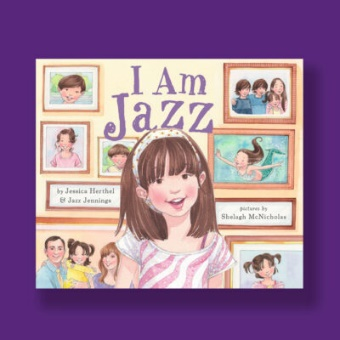 I Am
Jazz
by Jessica Herthel
& Jazz Jennings
pictures by
Shelagh McNicholas